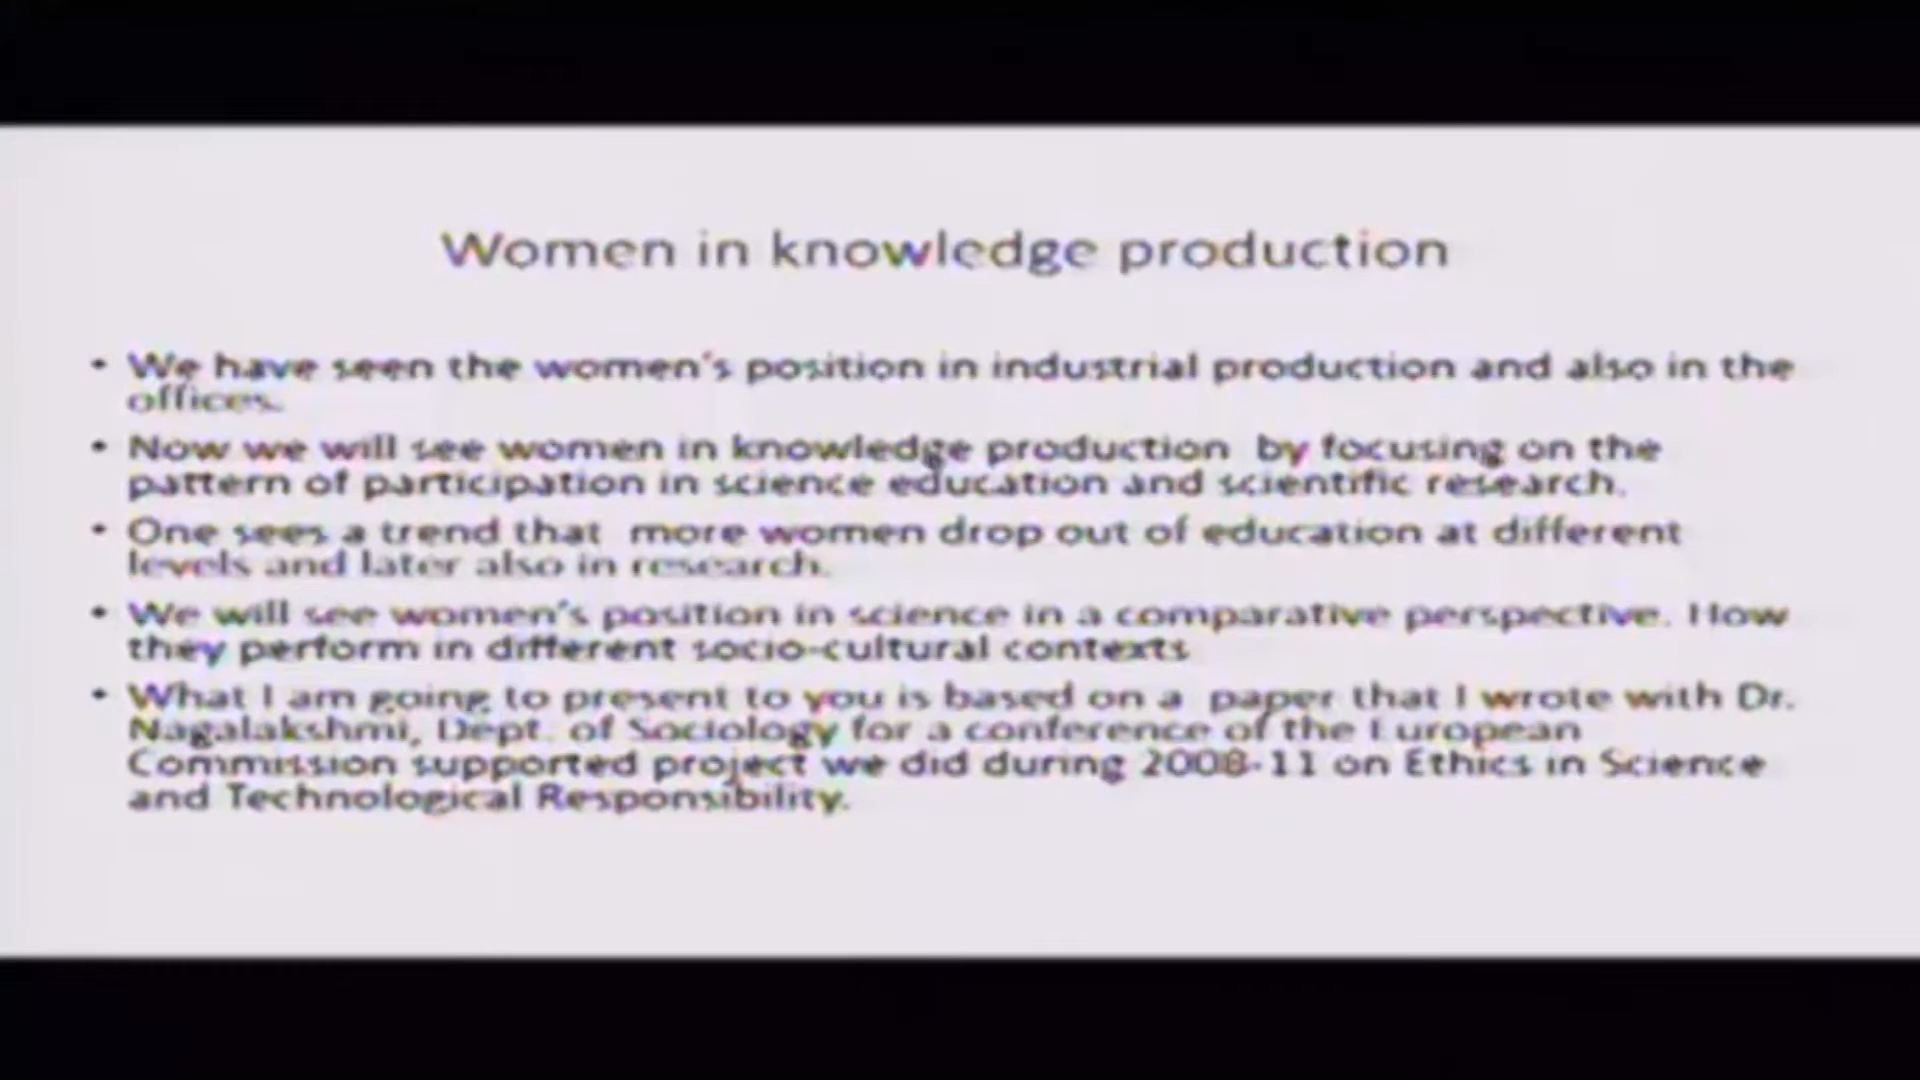 Women in knowledge production
• We have seen the women's position in industrial production and also in the
offices.
• Now we will see women in knowledge production by focusing on the
pattern of participation in science education and scientific research.
• One sees a trend that more women drop out of education at different
levels and later also in research.
• We will see women's position in science in a comparative perspective. How
they perform in different socio-cultural contexts
• What I am going to present to you is based on a paper that I wrote with Dr.
Nagalakshmi, Dept. of Sociology for a conference of the European
Commission supported project we did during 2008-11 on Ethics in Science
and Technological Responsibility.